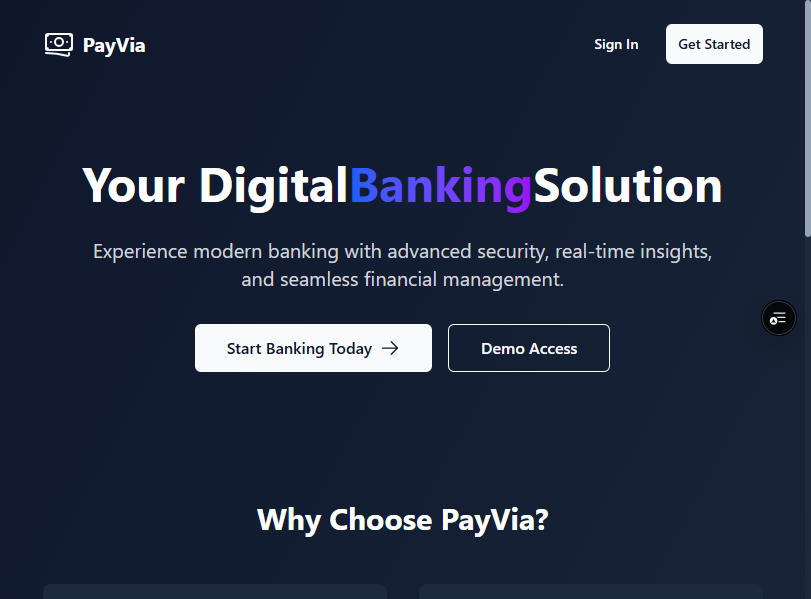 PayVia
Sign In
Get Started
Your DigitalBankingSolution
Experience modern banking with advanced security, real-time insights,
and seamless financial management.
Start Banking Today
Demo Access
Why Choose PayVia?